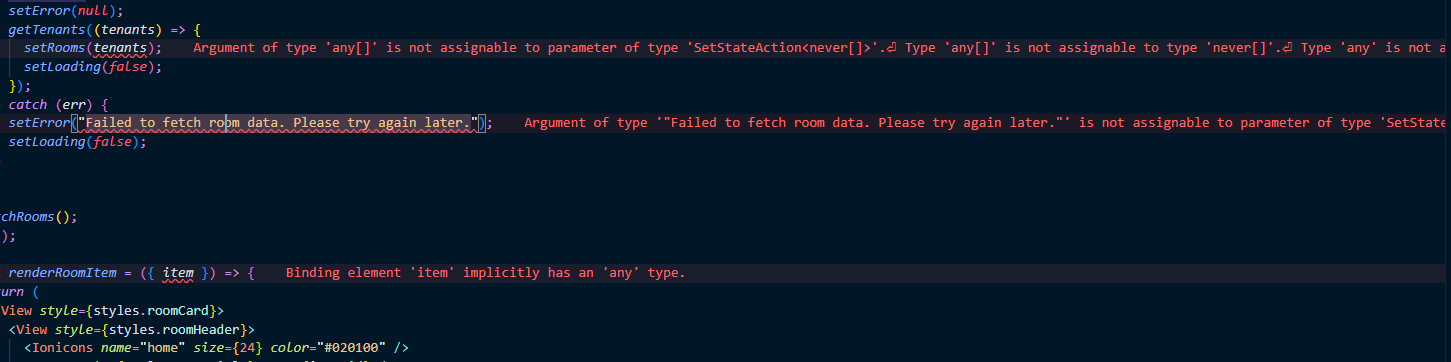 setError(null);
getTenants((tenants) => {
setRooms(tenants);    Argument of type 'any[]' is not assignable to parameter of type 'SetStateAction<never[]>'.⏎ Type 'any[]' is not assignable to type 'never[]'.⏎ Type 'any' is not a
setLoading(false);
});
catch (err) {
setError("Failed to fetch room data. Please try again later.");    Argument of type '"Failed to fetch room data. Please try again later."' is not assignable to parameter of type 'SetState
setLoading(false);
chRooms();
);
renderRoomItem = ({ item }) => {    Binding element 'item' implicitly has an 'any' type.
urn (
View style={styles.roomCard}>
<View style={styles.roomHeader}>
<Ionicons name="home" size={24} color="#020100" />